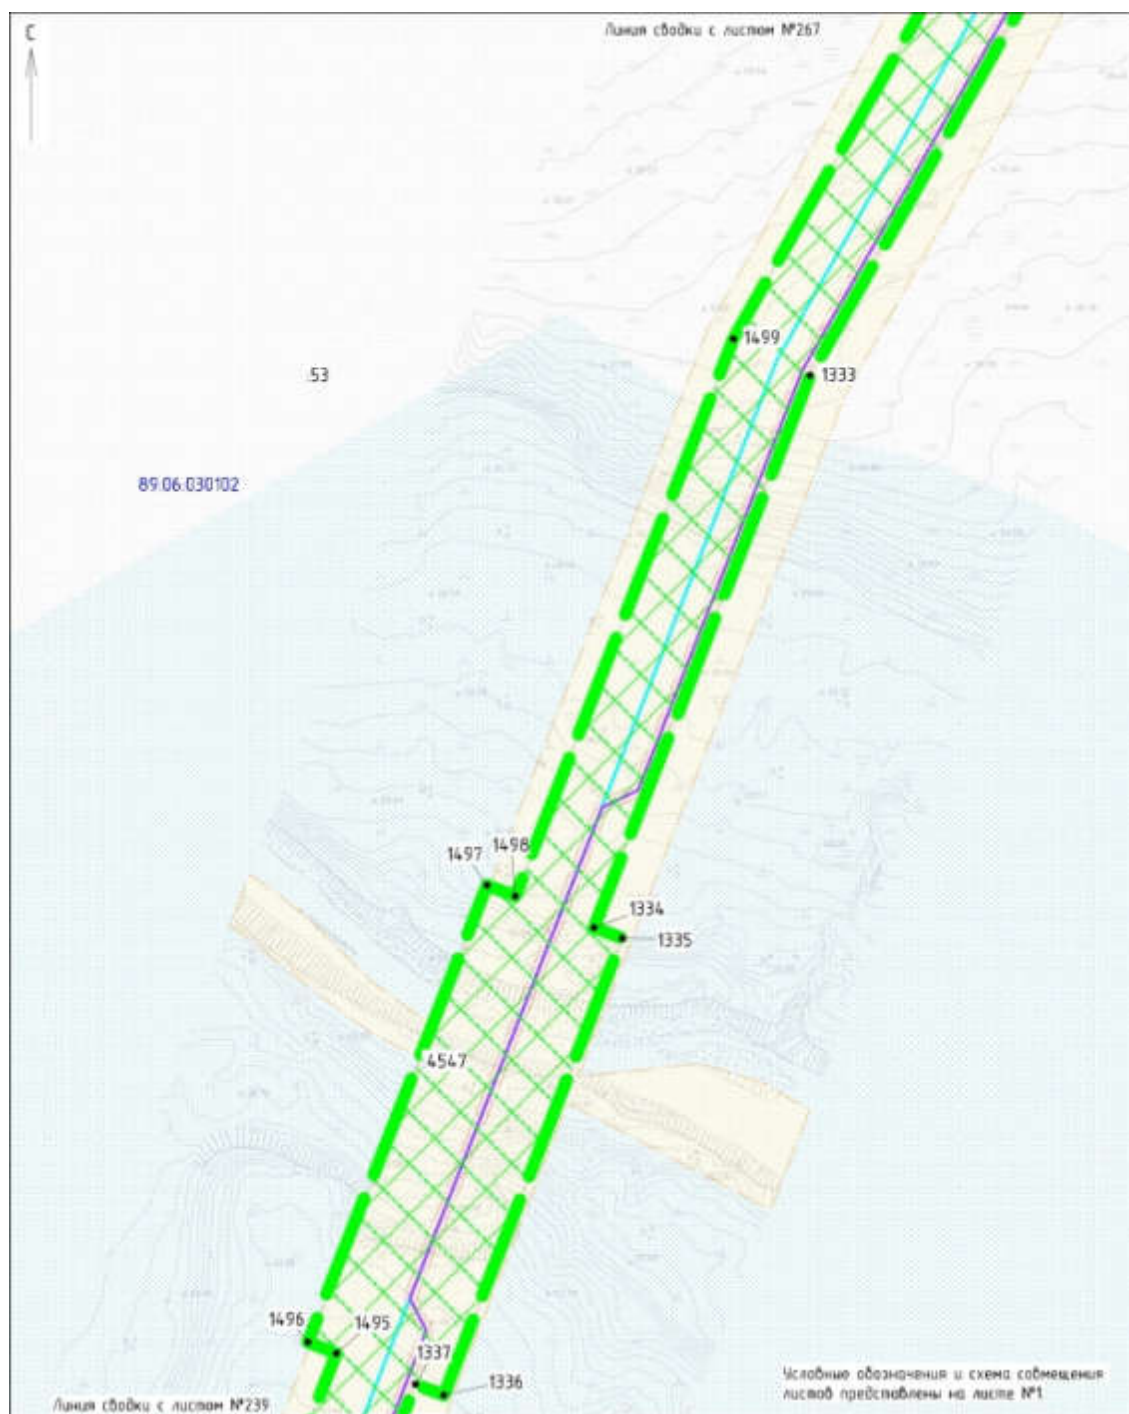 С
Линия сводки с листом №267
1499
1333
:53
89:06:030102
1498
1497
1334
1335
4547
1496
1495
1337
1336
Условные обозначения и схема совмещения
листов представлены на листе №1
Линия сводки с листом №239